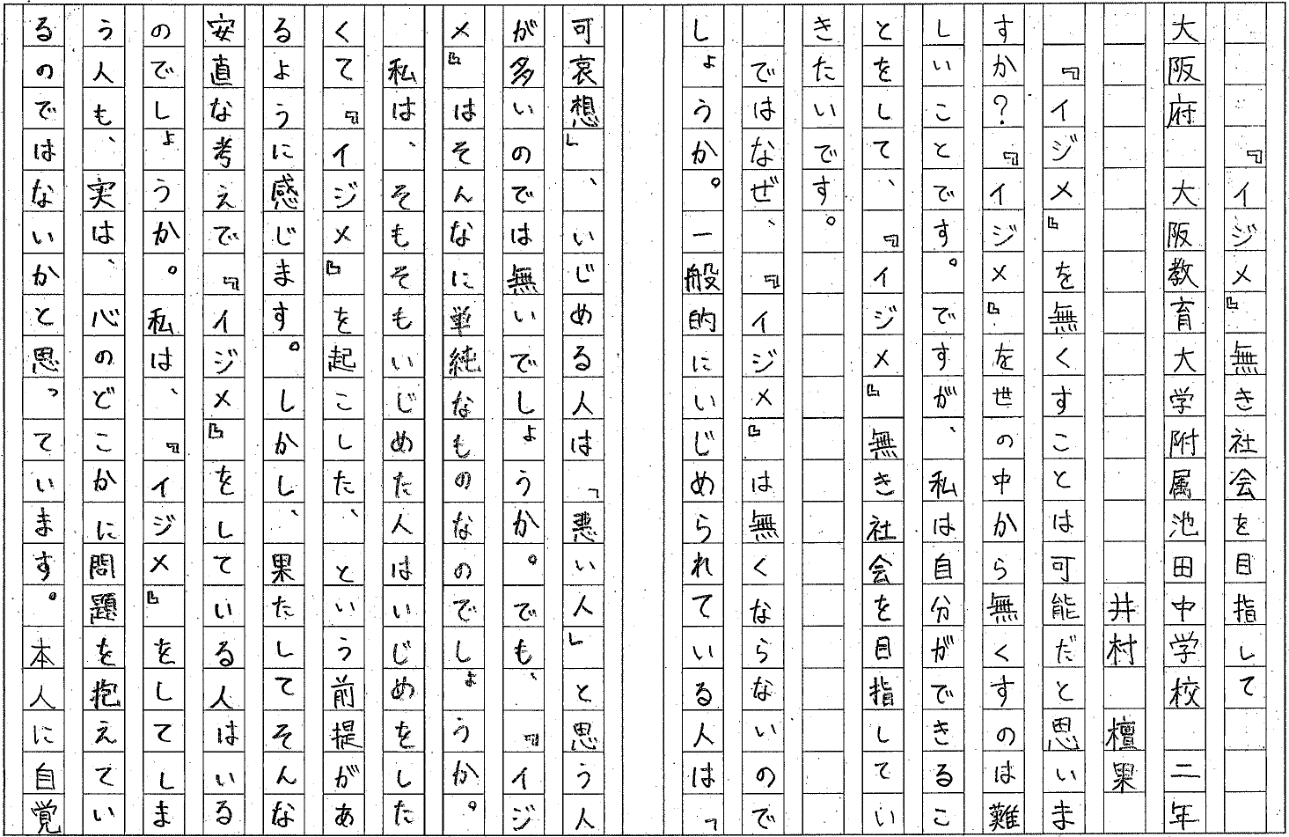 『イジメ』無き社会を目指して
大阪府　大阪教育大学附属池田中学校　二年
井村　檀果
『イジメ』を無くすことは可能だと思いま
すか？『イジメ』を世の中から無くすのは難
しいことです。ですが、私は自分ができるこ
とをして、『イジメ』無き社会を目指してい
きたいです。
ではなぜ、『イジメ』は無くならないので
しょうか。一般的にいじめられている人は「
可哀想」、いじめる人は「悪い人」と思う人
が多いのでは無いでしょうか。でも、『イジ
メ』はそんなに単純なものなのでしょうか。
私は、そもそもいじめた人はいじめをした
くて『イジメ』を起こした、という前提があ
るように感じます。しかし、果たしてそんな
安直な考えで『イジメ』をしている人はいる
のでしょうか。私は、『イジメ』をしてしま
う人も、実は、心のどこかに問題を抱えてい
るのではないかと思っています。本人に自覚